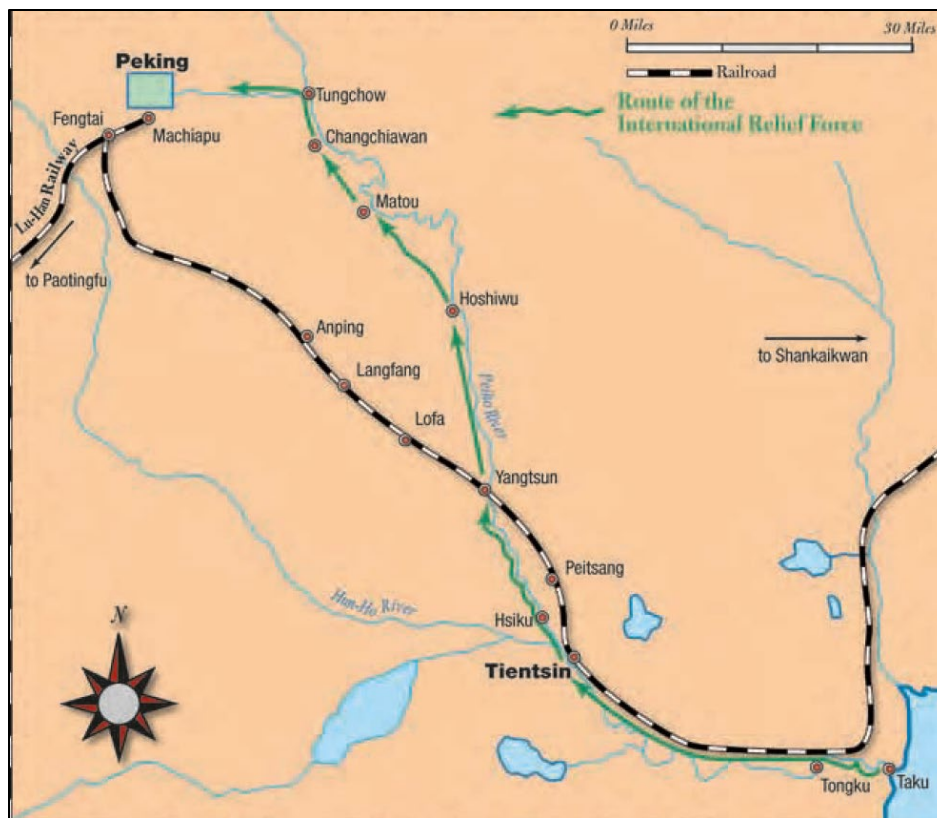 0 Miles
30 Miles
Railroad
Route of the
International Relief Force
Peking
Tungchow
Fengtai
Machiapu
Changchiawan
Lu-Han Railway
Matou
to Paotingfu
Hoshiwu
Anping
to Shankaikwan
Langfang
Peiho River
Lofa
Yangtsun
Peitsang
Hun-Ho River
Hsiku
N
Tientsin
Tongku
Taku